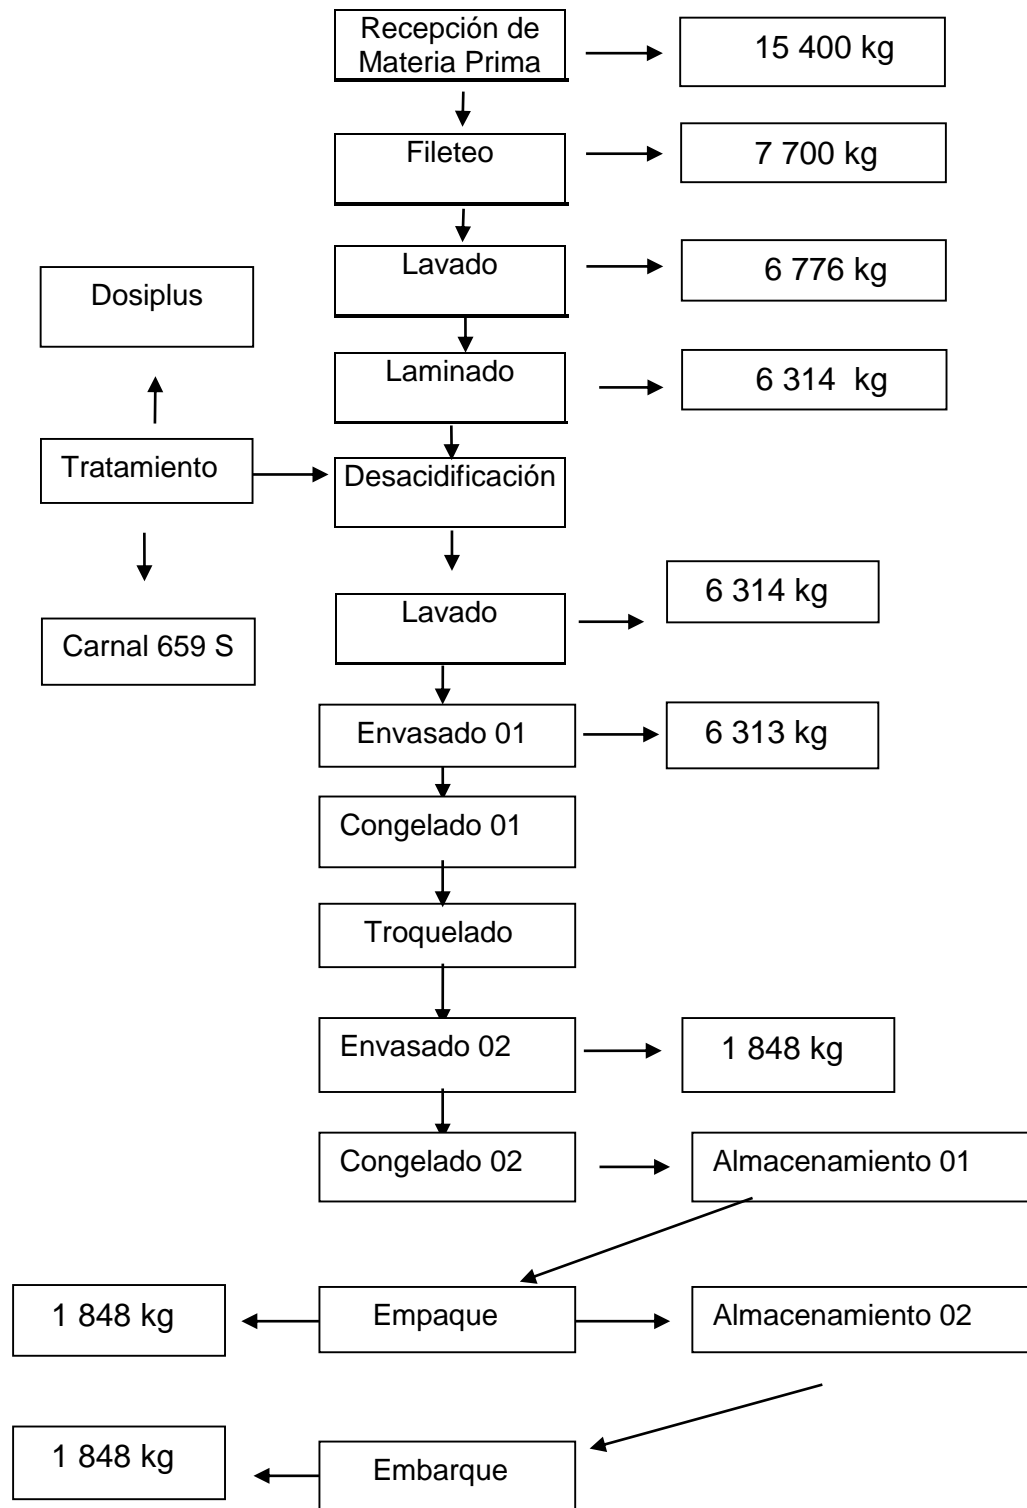 Recepción de
Materia Prima
15 400 kg
Fileteo
7 700 kg
Lavado
6 776 kg
Dosiplus
Laminado
6 314 kg
Tratamiento
Desacidificación
Carnal 659 S
Lavado
6 314 kg
Envasado 01
6 313 kg
Congelado 01
Troquelado
Envasado 02
1 848 kg
Congelado 02
Almacenamiento 01
1 848 kg
Empaque
Almacenamiento 02
1 848 kg
Embarque